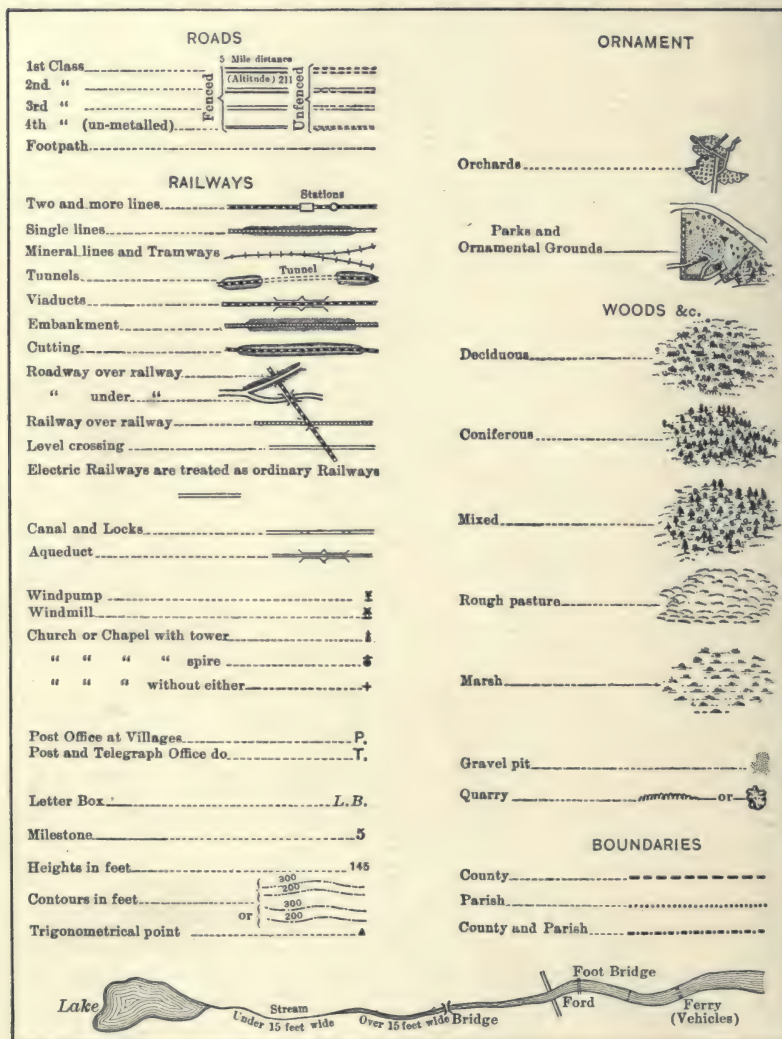 ROADS
1st Class
2nd "
3rd "
4th " (un-metalled)
Footpath
Fenced
5 Mile distance
(Altitude) 211
Unfenced
RAILWAYS
Stations
Two and more lines
Single lines
Mineral lines and Tramways
Tunnels
Tunnel
Viaducts
Embankment
Cutting
Roadway over railway
" under "
Railway over railway
Level crossing
Electric Railways are treated as ordinary Railways
Canal and Locks
Aqueduct
Windpump
Windmill
Church or Chapel with tower
" " " " spire
" " " without either
Post Office at Villages P.
Post and Telegraph Office do T.
Letter Box L.B.
Milestone 5
Heights in feet 145
Contours in feet
300
200
or
300
200
Trigonometrical point
ORNAMENT
Orchards
Parks and
Ornamental Grounds
WOODS &c.
Deciduous
Coniferous
Mixed
Rough pasture
Marsh
Gravel pit
Quarry or
BOUNDARIES
County
Parish
County and Parish
Lake
Stream
Under 15 feet wide
Over 15 feet wide
Bridge
Foot Bridge
Ford
Ferry
(Vehicles)